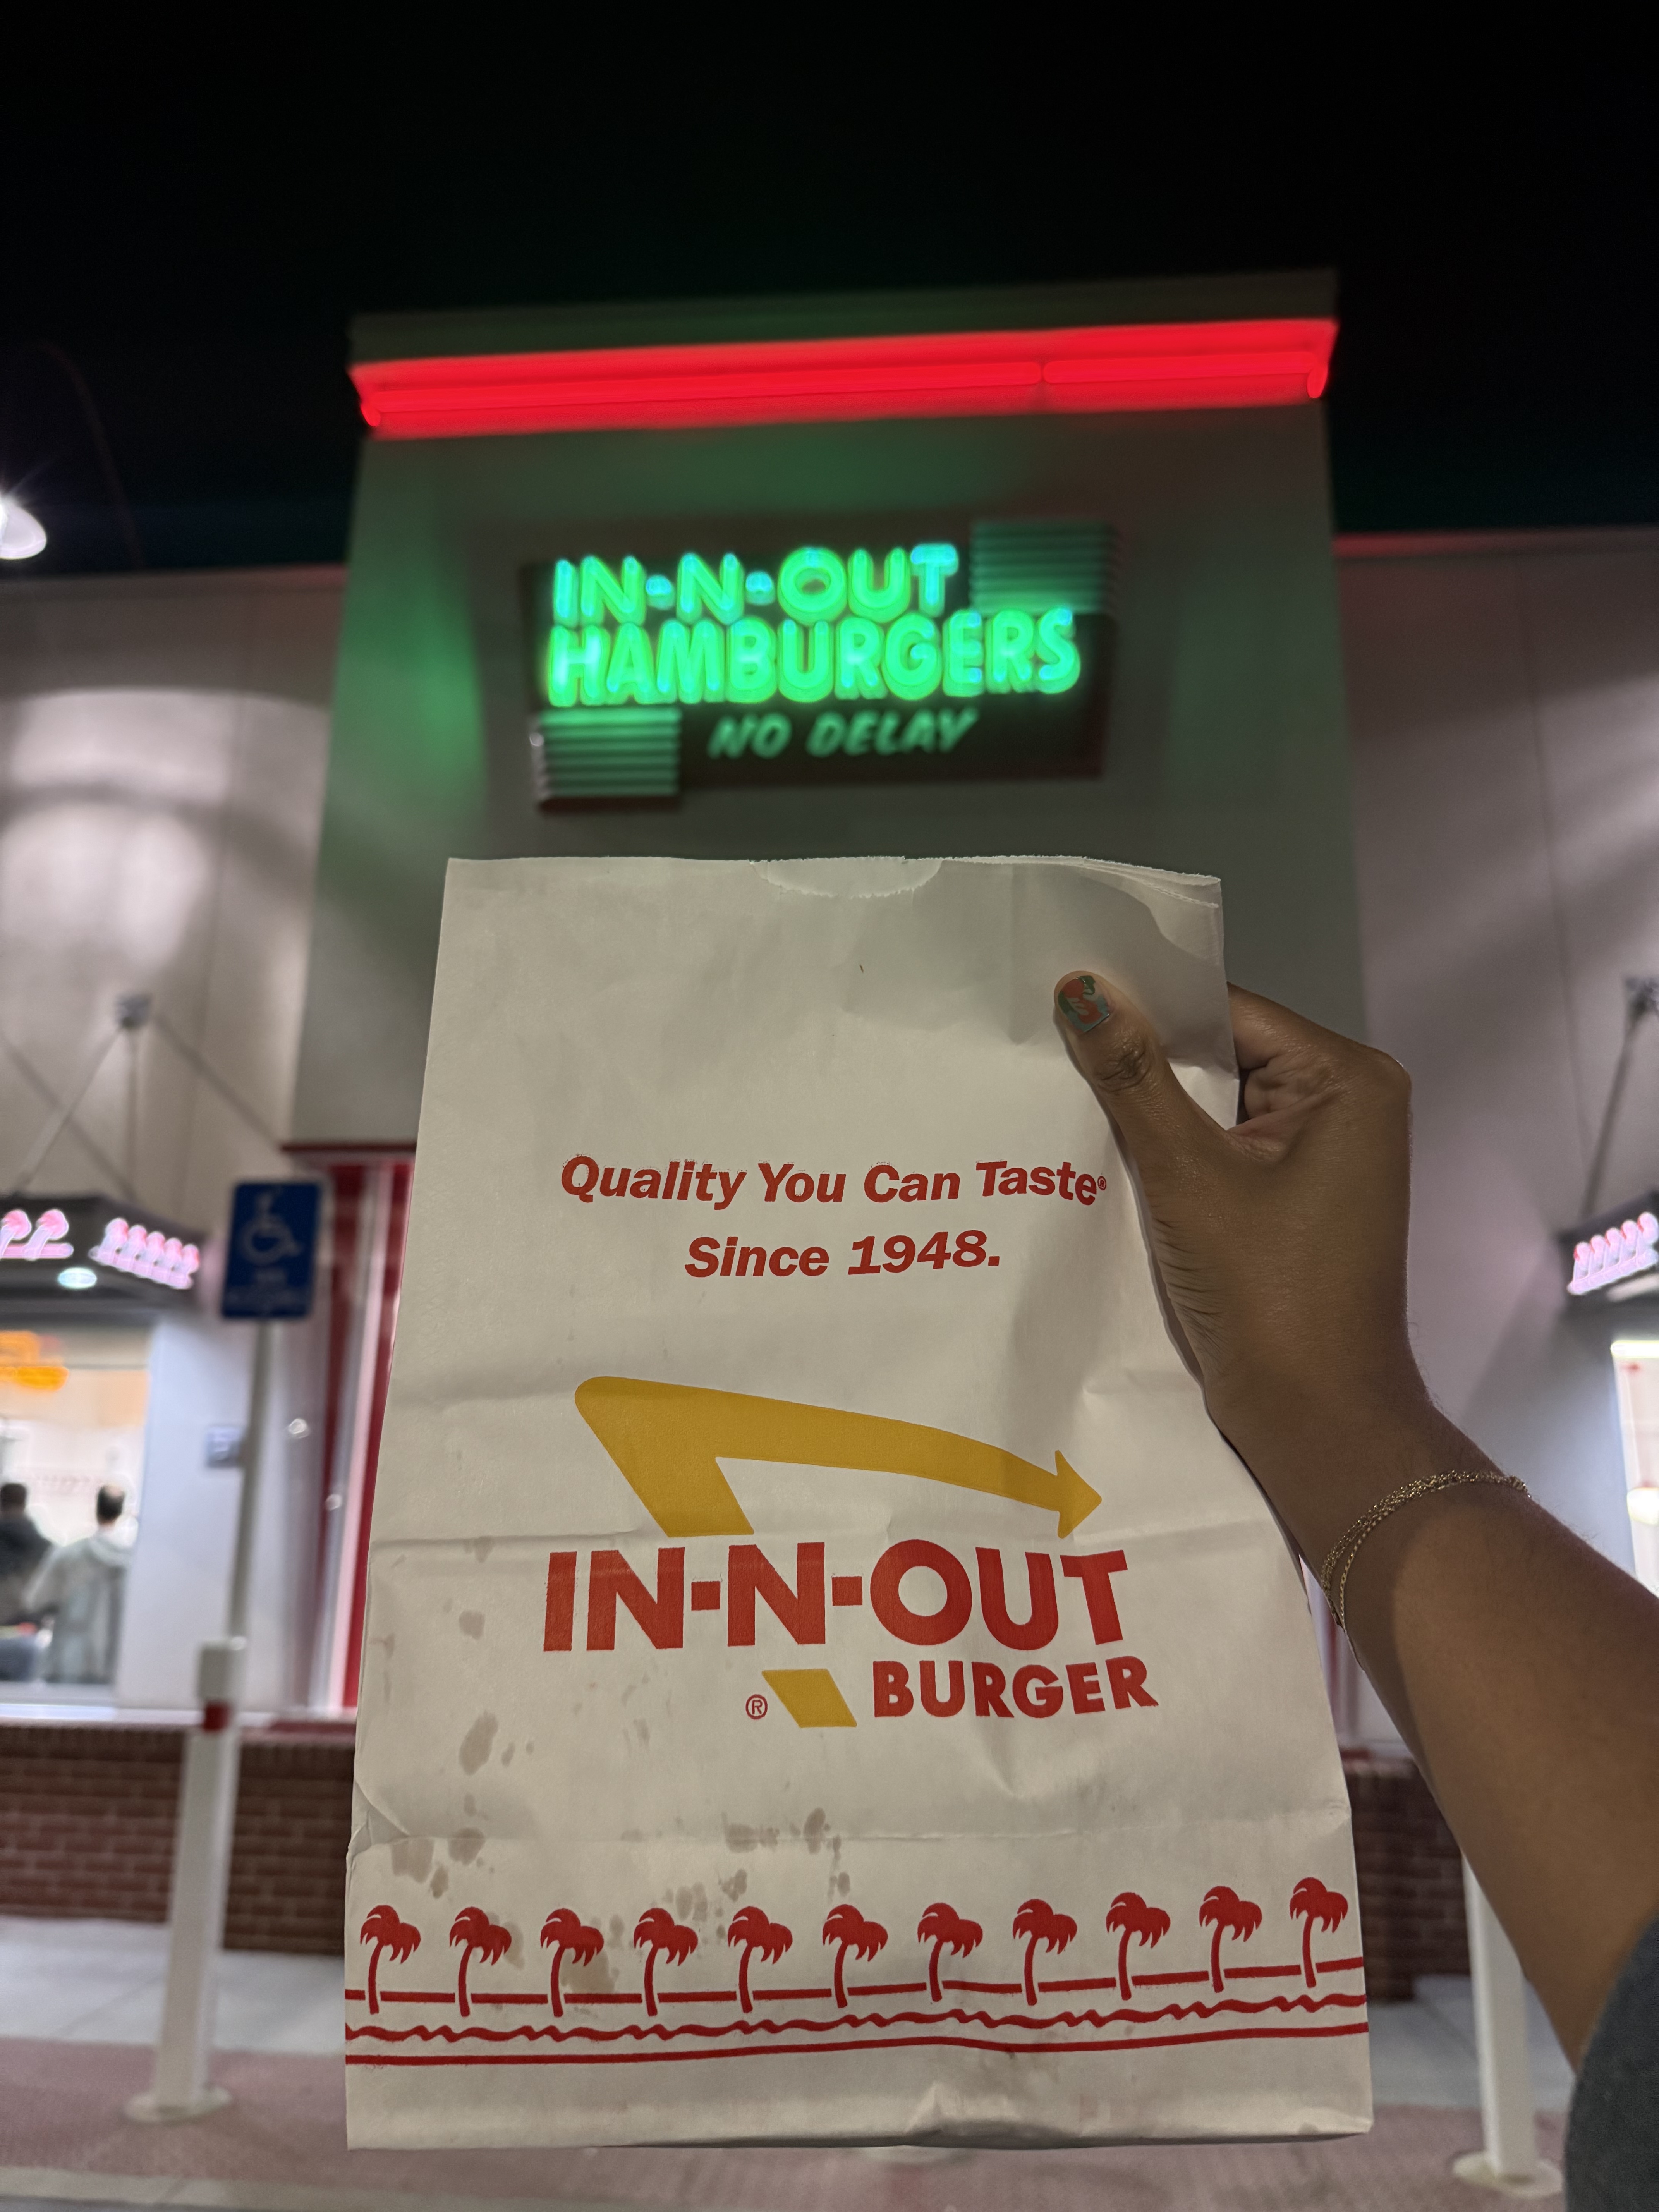 IN-N-OUT
HAMBURGERS
NO DELAY
Quality You Can Taste®
Since 1948.
IN-N-OUT
® BURGER